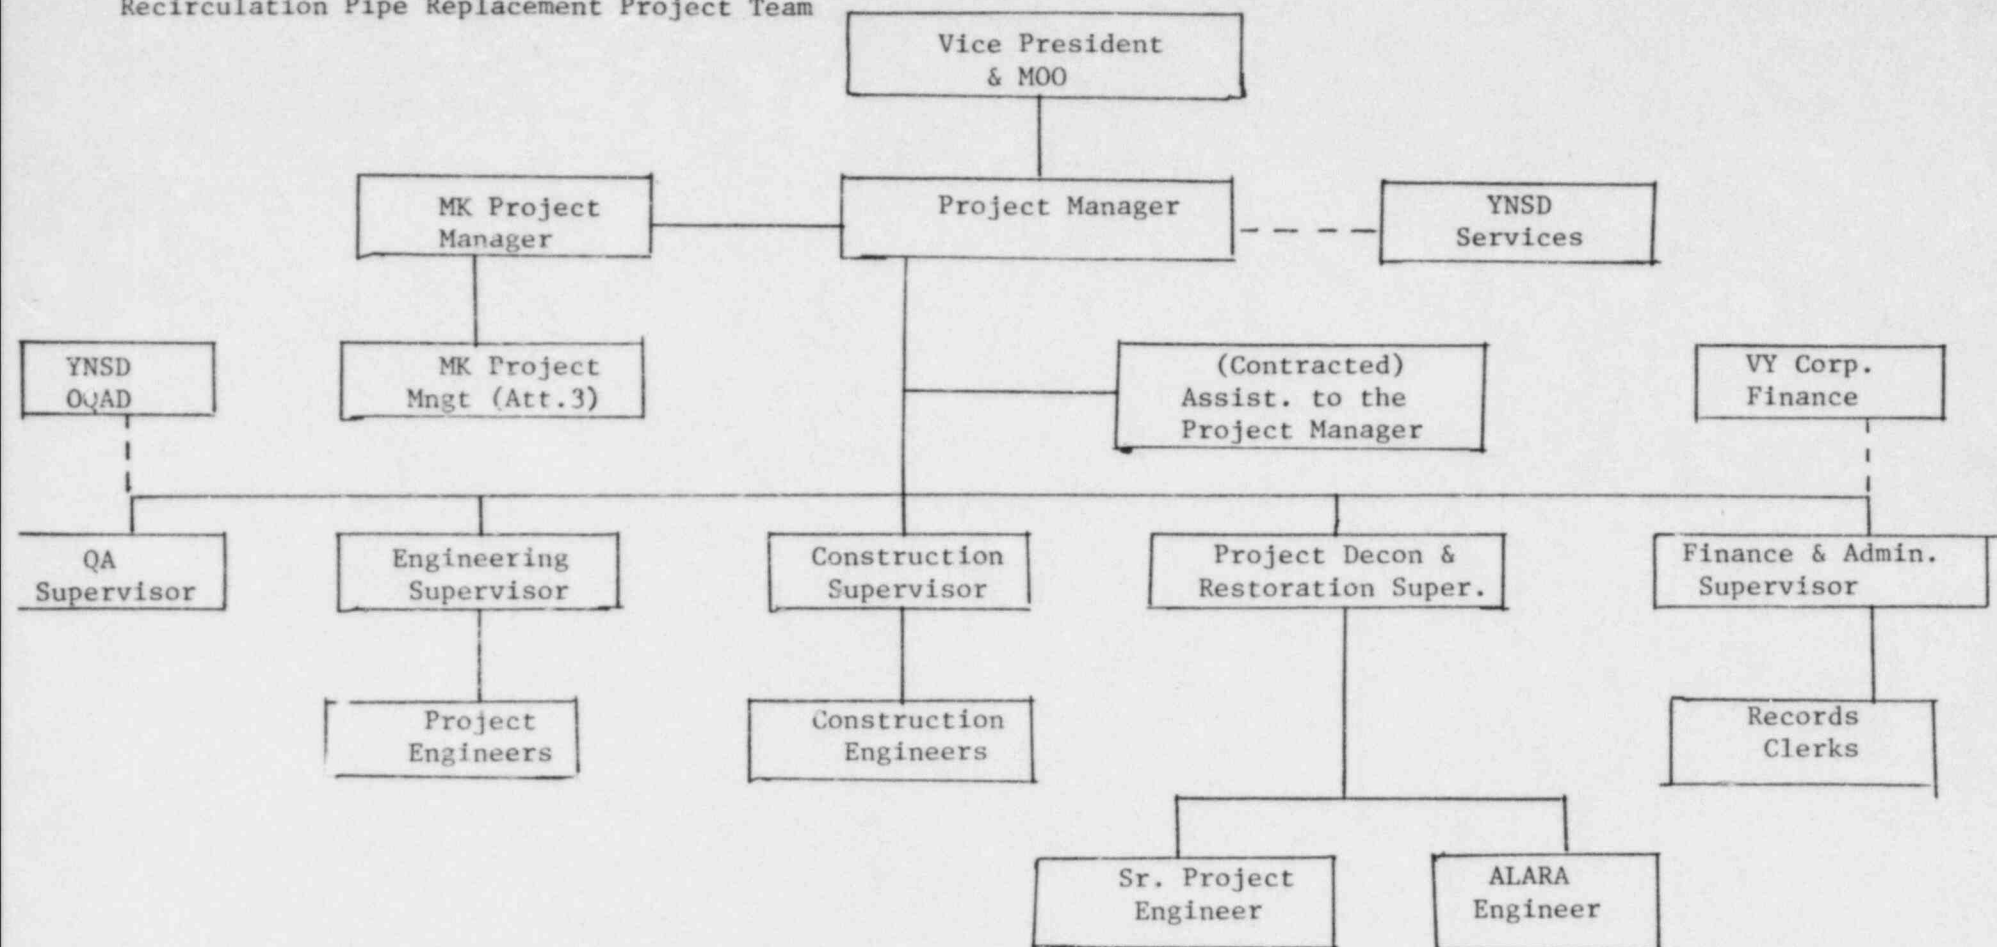 Recirculation Pipe Replacement Project Team
Vice President
& MOO
MK Project
Manager
Project Manager
YNSD
Services
YNSD
OQAD
MK Project
Mngt (Att.3)
(Contracted)
Assist. to the
Project Manager
VY Corp.
Finance
QA
Supervisor
Engineering
Supervisor
Construction
Supervisor
Project Decon &
Restoration Super.
Finance & Admin.
Supervisor
Project
Engineers
Construction
Engineers
Records
Clerks
Sr. Project
Engineer
ALARA
Engineer